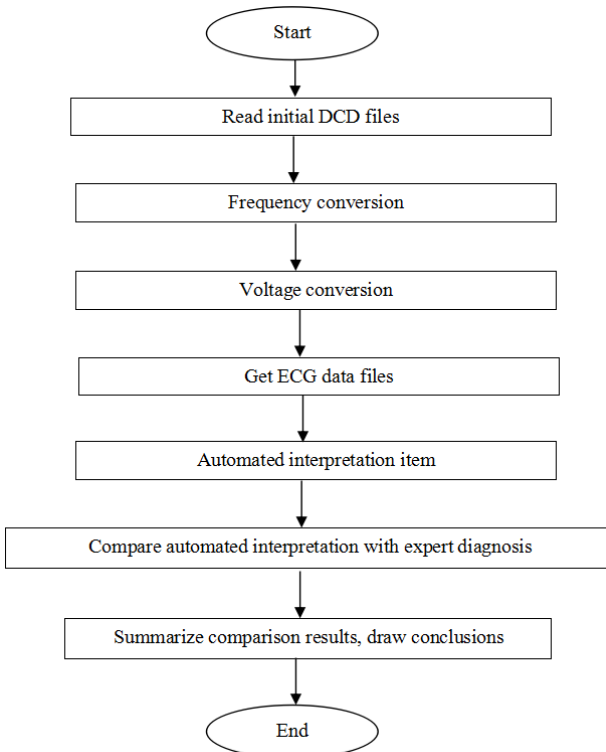 Start
Read initial DCD files
Frequency conversion
Voltage conversion
Get ECG data files
Automated interpretation item
Compare automated interpretation with expert diagnosis
Summarize comparison results, draw conclusions
End